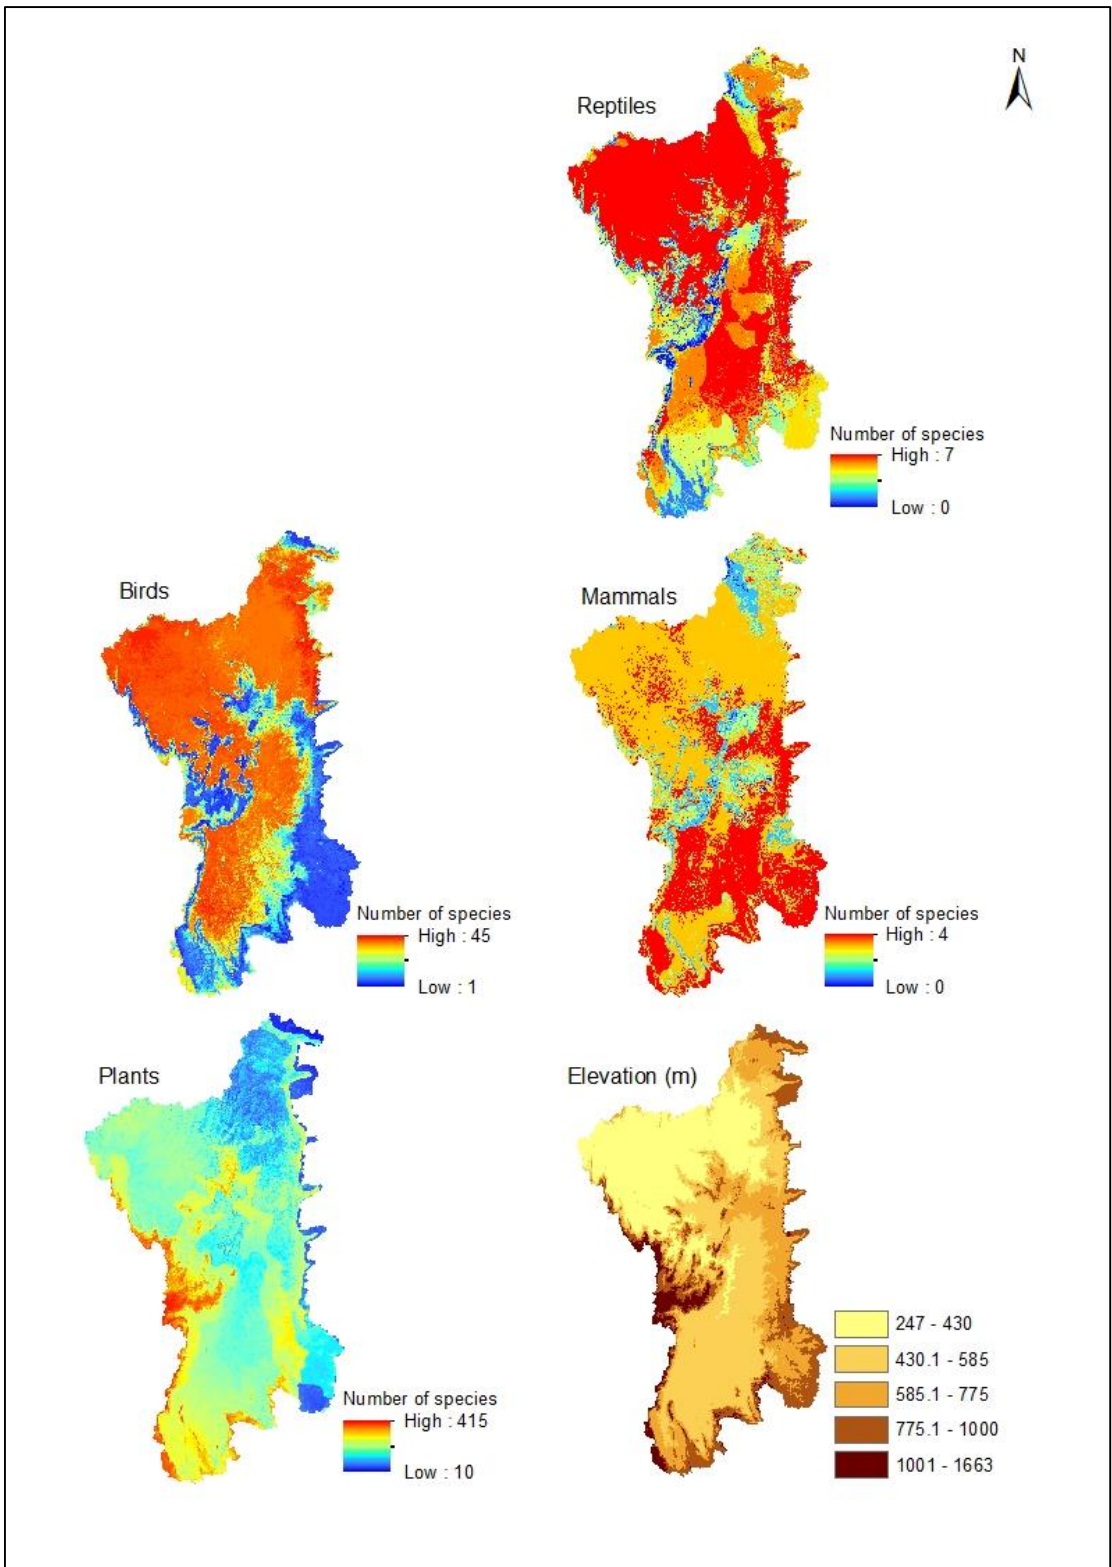 N
Reptiles
Number of species
High : 7
Low : 0
Birds
Number of species
High : 45
Low : 1
Mammals
Number of species
High : 4
Low : 0
Plants
Number of species
High : 415
Low : 10
Elevation (m)
247 - 430
430.1 - 585
585.1 - 775
775.1 - 1000
1001 - 1663